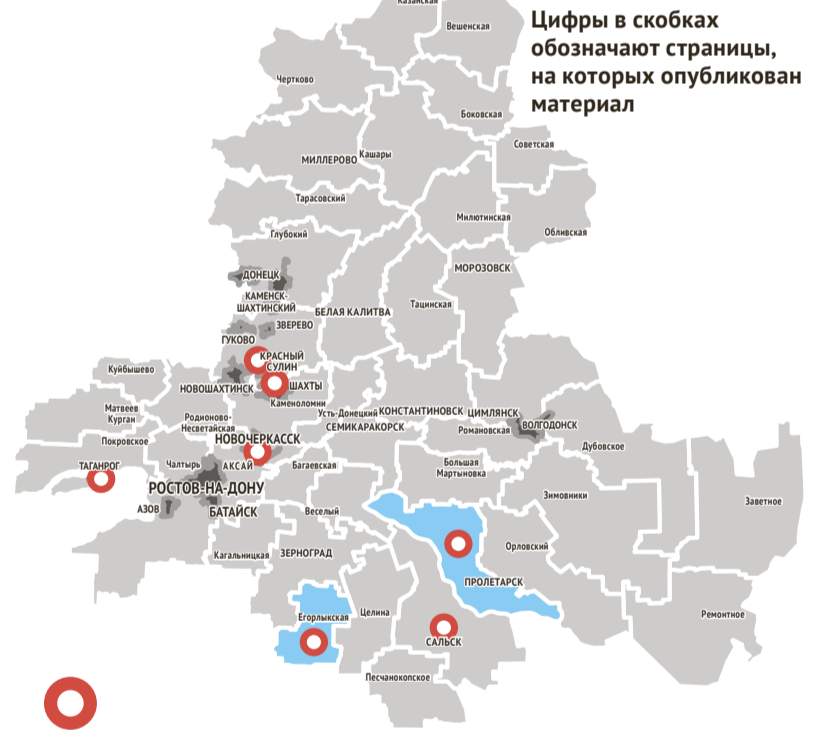 Казанская
Вешенская
Цифры в скобках
обозначают страницы,
на которых опубликован
материал
Чертково
Боковская
Советская
МИЛЛЕРОВО
Кашары
Тарасовский
Милютинская
Обливская
Глубокий
МОРОЗОВСК
ДОНЕЦК
КАМЕНСК-
ШАХТИНСКИЙ
Тацинская
БЕЛАЯ КАЛИТВА
ЗВЕРЕВО
ГУКОВО
КРАСНЫЙ
СУЛИН
Куйбышево
НОВОШАХТИНСК
ШАХТЫ
Каменоломни
Матвеев
Курган
Родионово-
Несветайская
Усть-Донецкий
КОНСТАНТИНОВСК
ЦИМЛЯНСК
СЕМИКАРАКОРСК
Романовская
ВОЛГОДОНСК
Покровское
НОВОЧЕРКАССК
Дубовское
ТАГАНРОГ
Чалтырь
АКСАЙ
Багаевская
Большая
Мартыновка
РОСТОВ-НА-ДОНУ
Зимовники
Заветное
АЗОВ
БАТАЙСК
Веселый
Кагальницкая
ЗЕРНОГРАД
Орловский
ПРОЛЕТАРСК
Егорлыкская
Целина
Ремонтное
САЛЬСК
Песчанокопское